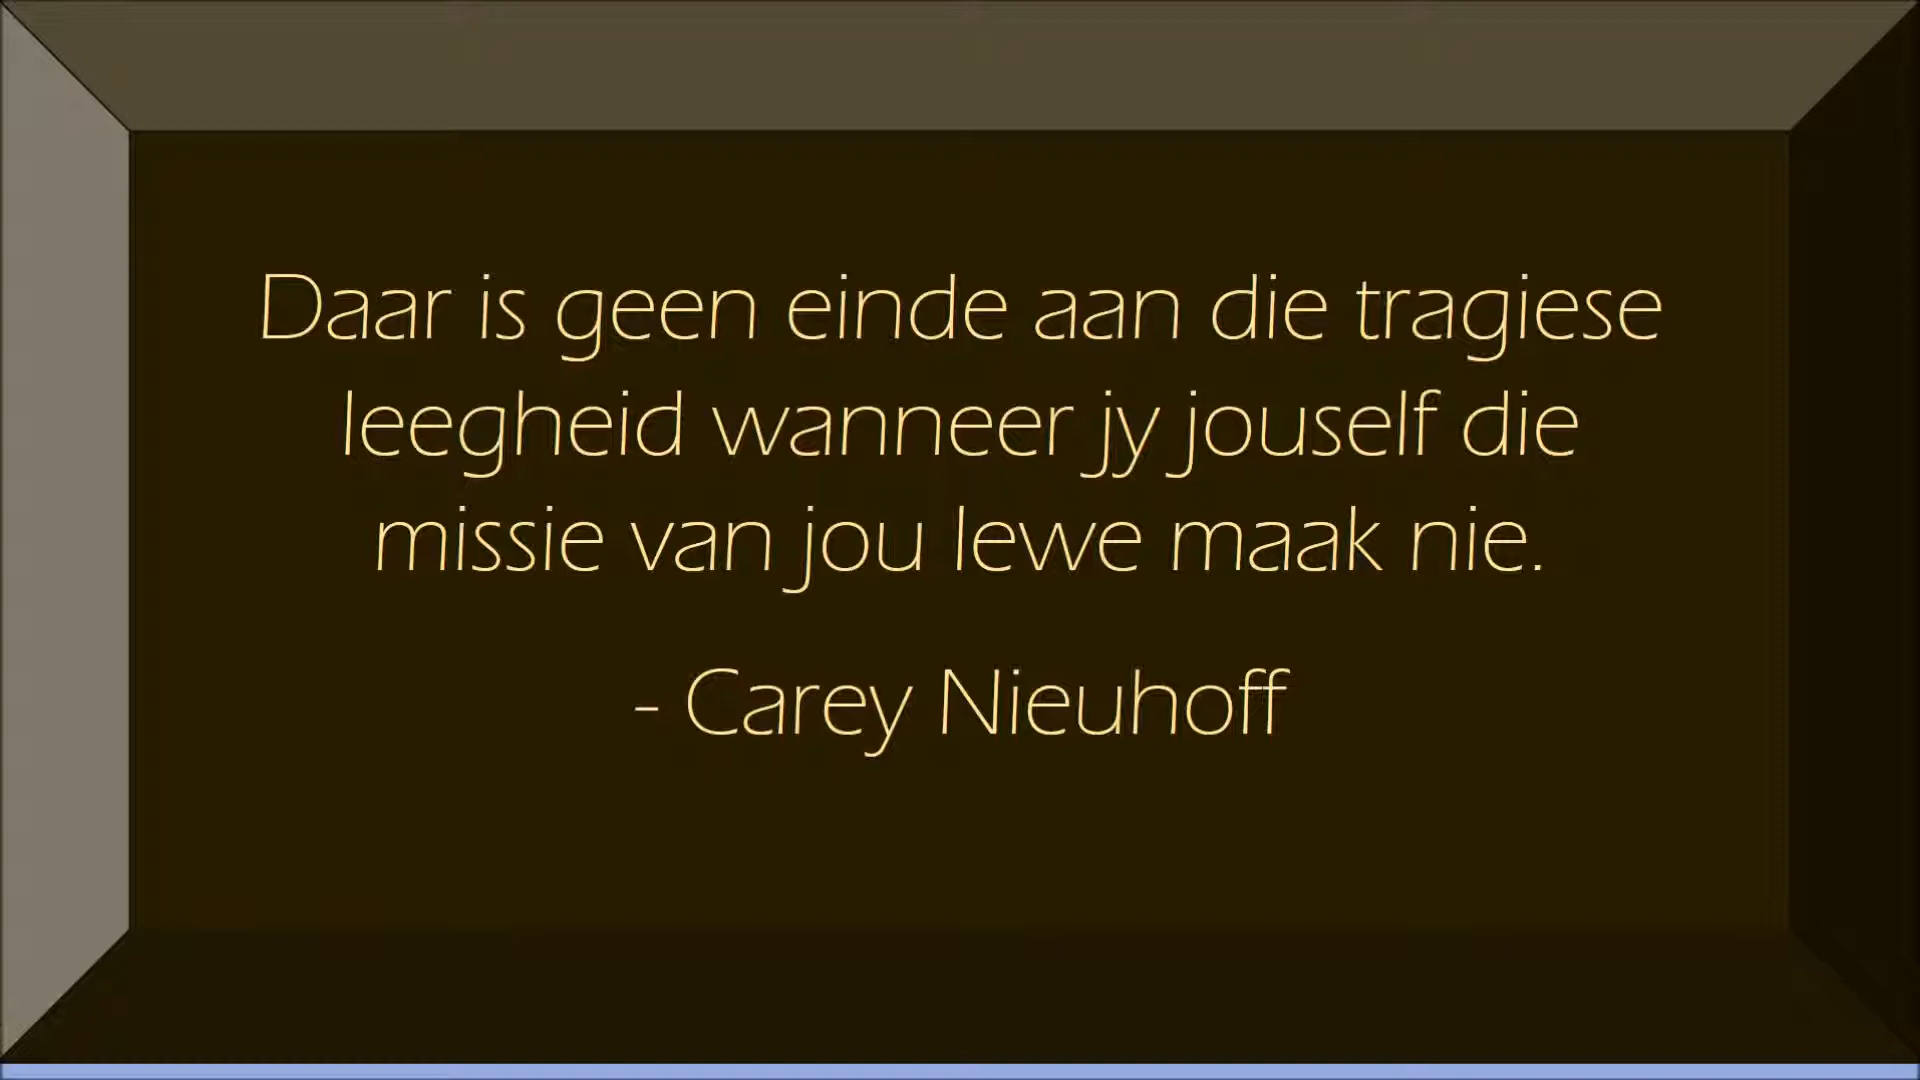 Daar is geen einde aan die tragiese
leegheid wanneer jy jouself die
missie van jou lewe maak nie.
- Carey Nieuhoff